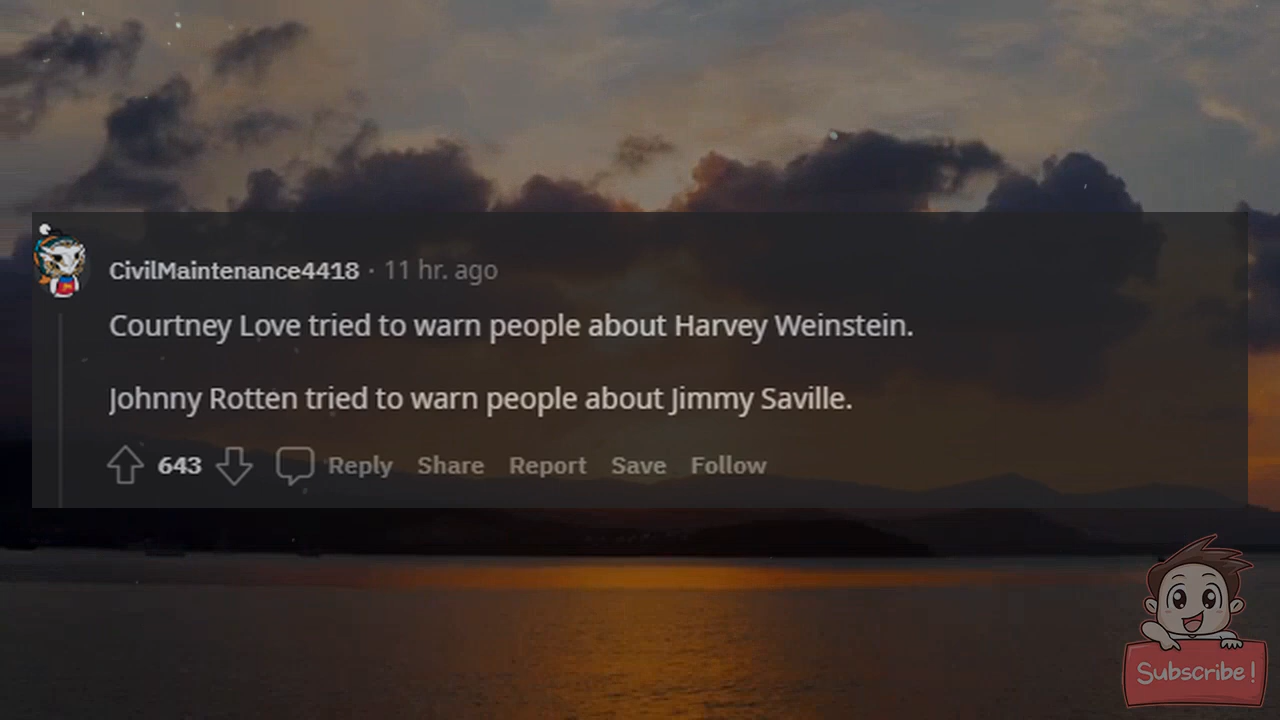 CivilMaintenance4418 · 11 hr. ago
Courtney Love tried to warn people about Harvey Weinstein.
Johnny Rotten tried to warn people about Jimmy Saville.
643 Reply Share Report Save Follow
Subscribe!